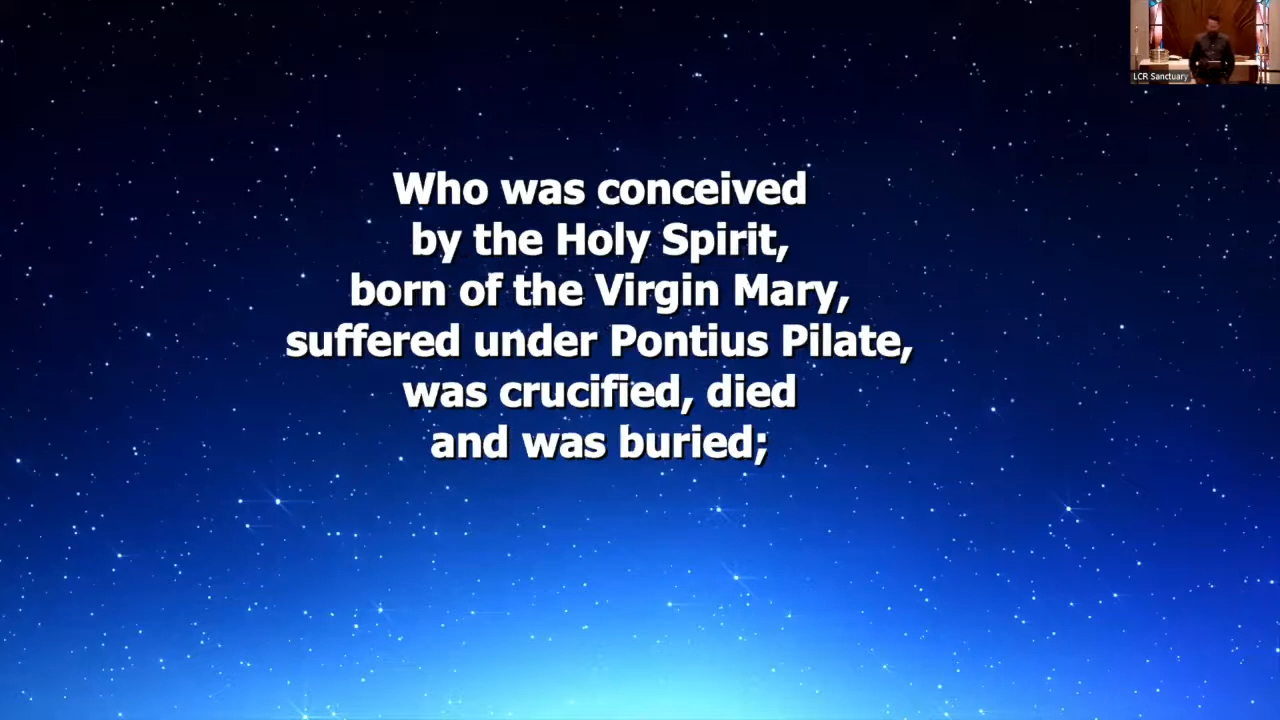 LCR Sanctuary
Who was conceived
by the Holy Spirit,
born of the Virgin Mary,
suffered under Pontius Pilate,
was crucified, died
and was buried;